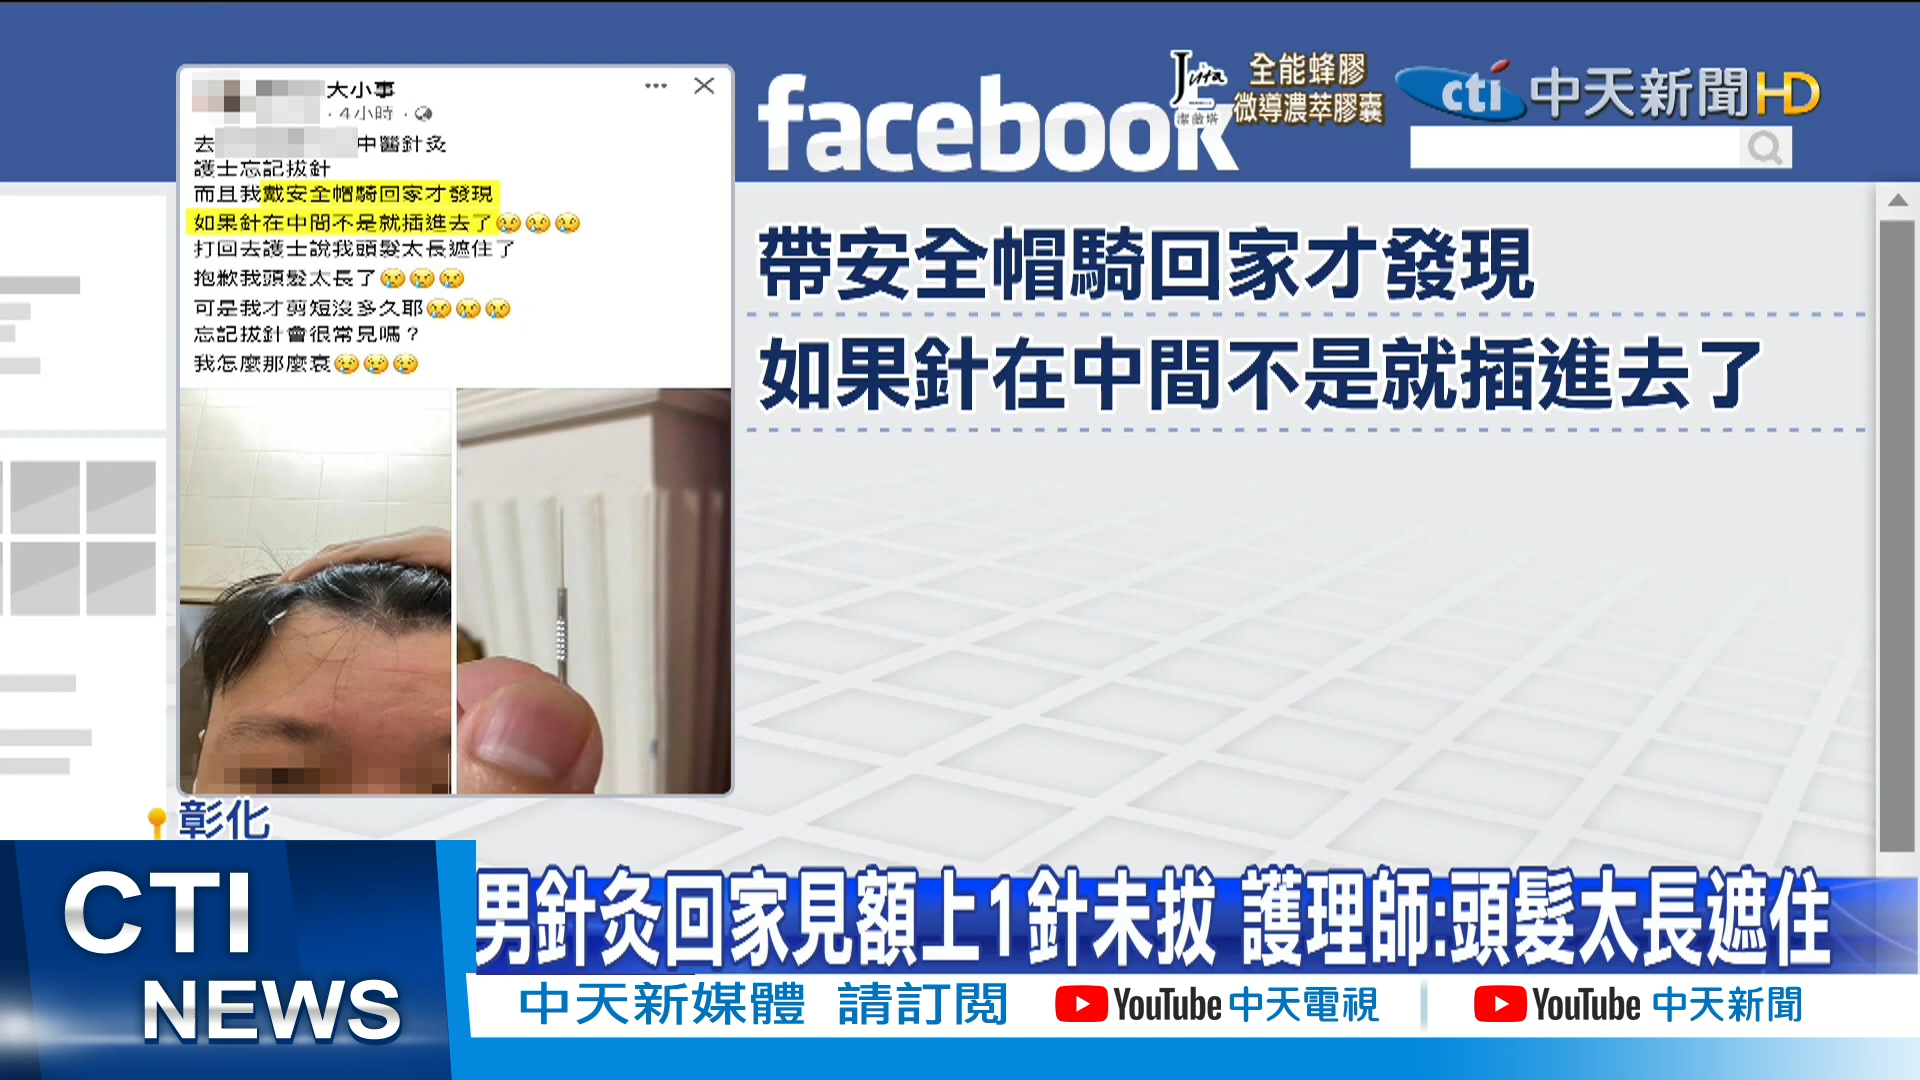 大小事
· 4小時 ·
去 中醫針灸
護士忘記拔針
而且我戴安全帽騎回家才發現
如果針在中間不是就插進去了😢😢😢
打回去護士說我頭髮太長遮住了
抱歉我頭髮太長了😢😢😢
可是我才剪短沒多久耶😢😢😢
忘記拔針會很常見嗎？
我怎麼那麼衰😢😢😢
facebook
Juta
潔薇塔
全能蜂膠
微導濃萃膠囊
cti 中天新聞HD
帶安全帽騎回家才發現
如果針在中間不是就插進去了
彰化
CTI NEWS
男針灸回家見額上1針未拔 護理師:頭髮太長遮住
中天新媒體 請訂閱 YouTube 中天電視 YouTube 中天新聞